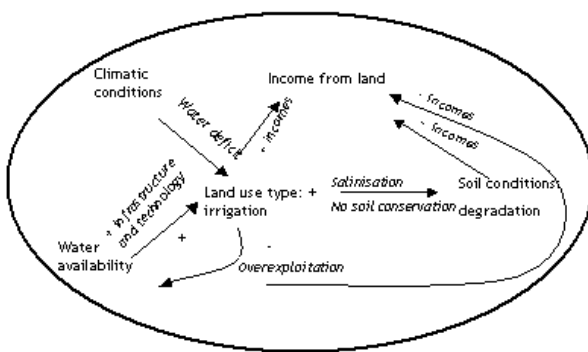 Climatic
conditions
Income from land
Water deficit
+ incomes
- Incomes
- Incomes
+ Infrastructure
and technology
Land use type: +
irrigation
Salinisation
No soil conservation
Soil conditions:
degradation
Water
availability
+
-
Overexploitation